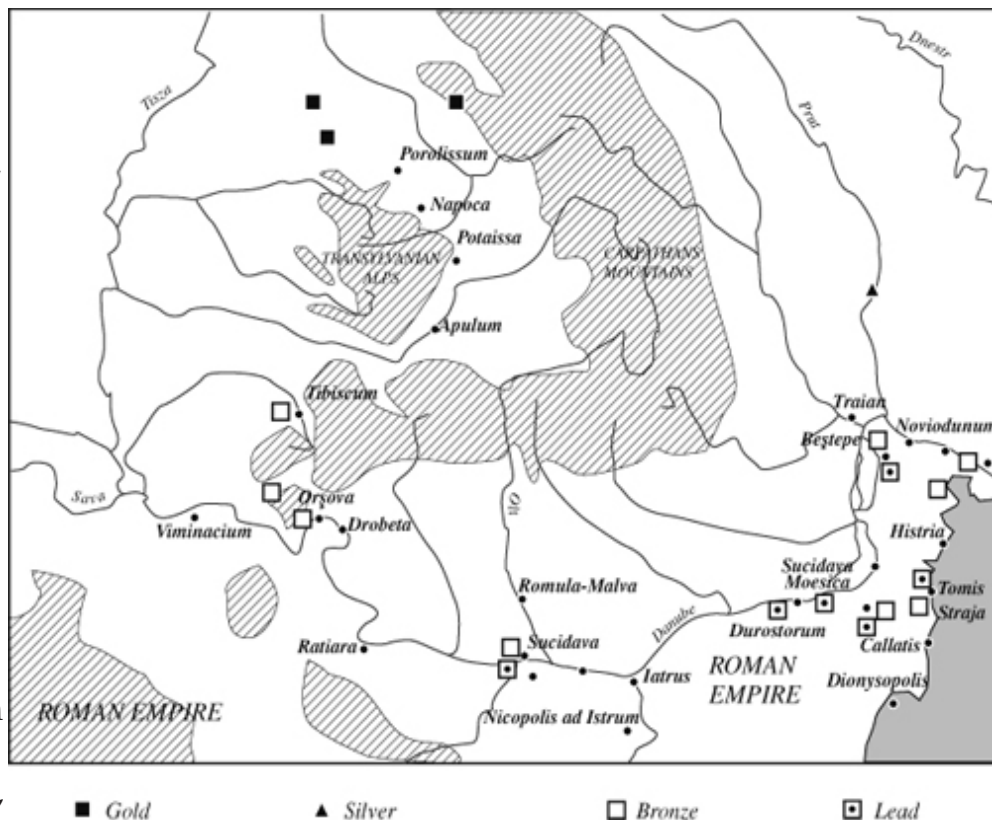 Dnestr
Tisza
Prut
Porolissum
Napoca
Potaissa
TRANSYLVANIAN
ALPS
CARPATHANS
MOUNTAINS
Apulum
Tibiscum
Traian
Noviodunum
Beştepe
Sava
Orşova
Olt
Viminacium
Drobeta
Histria
Sucidava
Moesica
Tomis
Romula-Malva
Straja
Danube
Durostorum
Callatis
Ratiara
Sucidava
Iatrus
ROMAN
EMPIRE
Dionysopolis
ROMAN EMPIRE
Nicopolis ad Istrum
Gold
Silver
Bronze
Lead